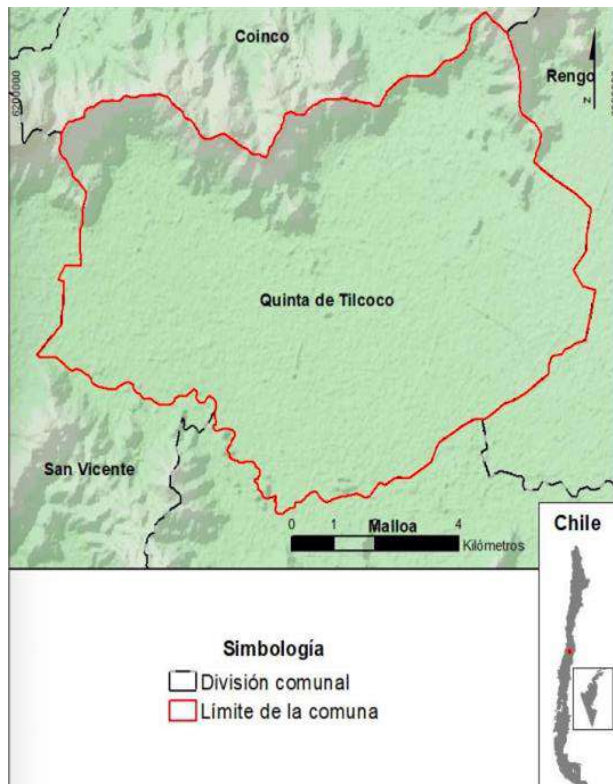 Coinco
Rengo
6200000
N
Quinta de Tilcoco
San Vicente
Malloa
0 1 2 4
Kilómetros
Chile
Simbología
División comunal
Límite de la comuna